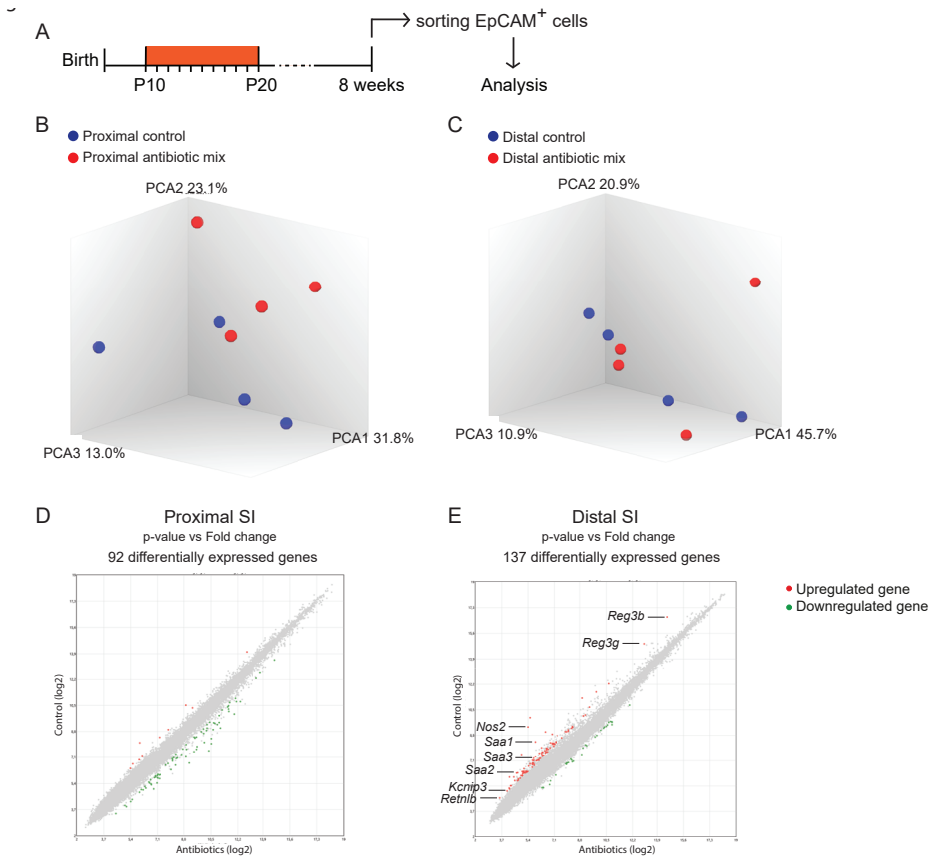 A
Birth
P10
P20
8 weeks
sorting EpCAM+ cells
Analysis
B
Proximal control
Proximal antibiotic mix
PCA2 23.1%
PCA3 13.0%
PCA1 31.8%
C
Distal control
Distal antibiotic mix
PCA2 20.9%
PCA3 10.9%
PCA1 45.7%
D
Proximal SI
p-value vs Fold change
92 differentially expressed genes
Control (log2)
Antibiotics (log2)
E
Distal SI
p-value vs Fold change
137 differentially expressed genes
Upregulated gene
Downregulated gene
Reg3b
Reg3g
Nos2
Saa1
Saa3
Saa2
Kcnip3
Retnlb
Control (log2)
Antibiotics (log2)